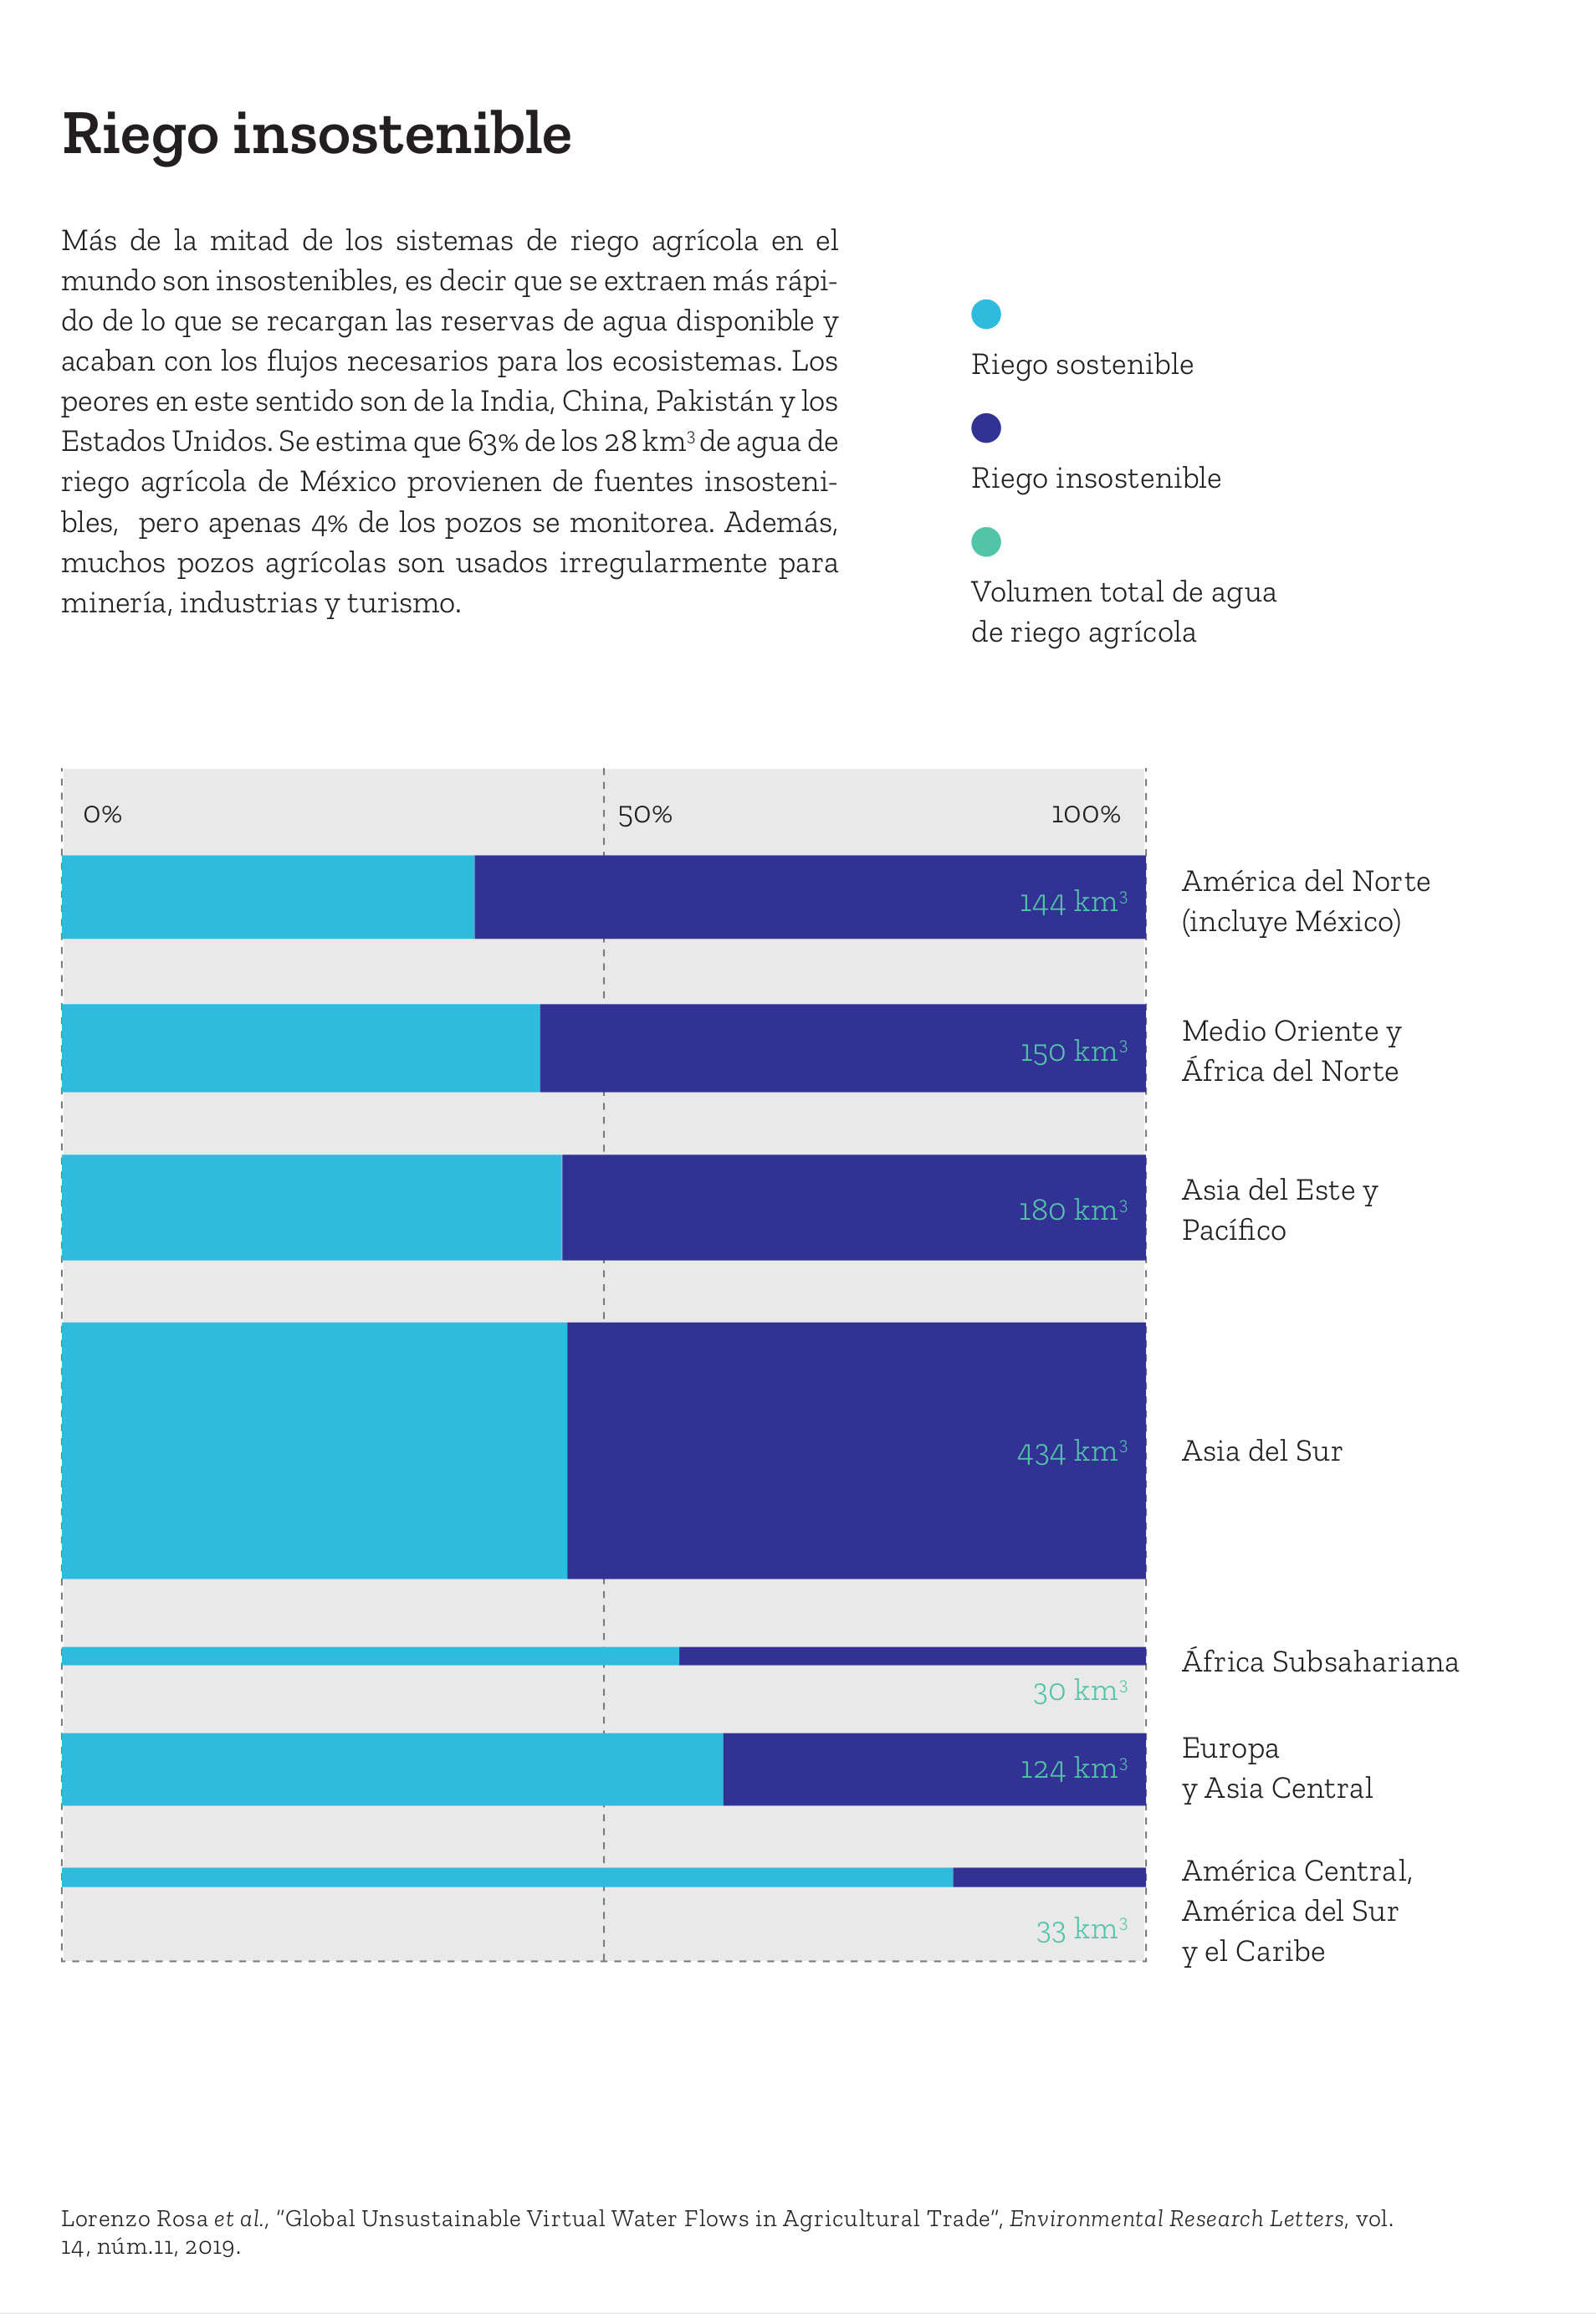 Riego insostenible
Más de la mitad de los sistemas de riego agrícola en el
mundo son insostenibles, es decir que se extraen más rápi-
do de lo que se recargan las reservas de agua disponible y
acaban con los flujos necesarios para los ecosistemas. Los
peores en este sentido son de la India, China, Pakistán y los
Estados Unidos. Se estima que 63% de los 28 km³ de agua de
riego agrícola de México provienen de fuentes insosteni-
bles, pero apenas 4% de los pozos se monitorea. Además,
muchos pozos agrícolas son usados irregularmente para
minería, industrias y turismo.
Riego sostenible
Riego insostenible
Volumen total de agua
de riego agrícola
0% 50% 100%
144 km³
América del Norte
(incluye México)
150 km³
Medio Oriente y
África del Norte
180 km³
Asia del Este y
Pacífico
434 km³
Asia del Sur
África Subsahariana
30 km³
124 km³
Europa
y Asia Central
América Central,
América del Sur
y el Caribe
33 km³
Lorenzo Rosa et al., "Global Unsustainable Virtual Water Flows in Agricultural Trade", Environmental Research Letters, vol.
14, núm.11, 2019.